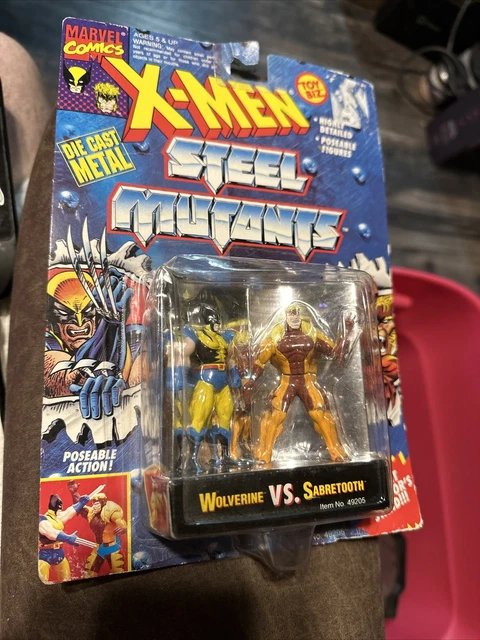 MARVEL
COMICS
AGES 5 & UP
WARNING:
X-MEN
TOY
BIZ
DIE CAST
METAL
• HIGHLY
DETAILED
• POSEABLE
FIGURES
STEEL
MUTANTS
POSEABLE
ACTION!
WOLVERINE VS. SABRETOOTH
Item No. 49205